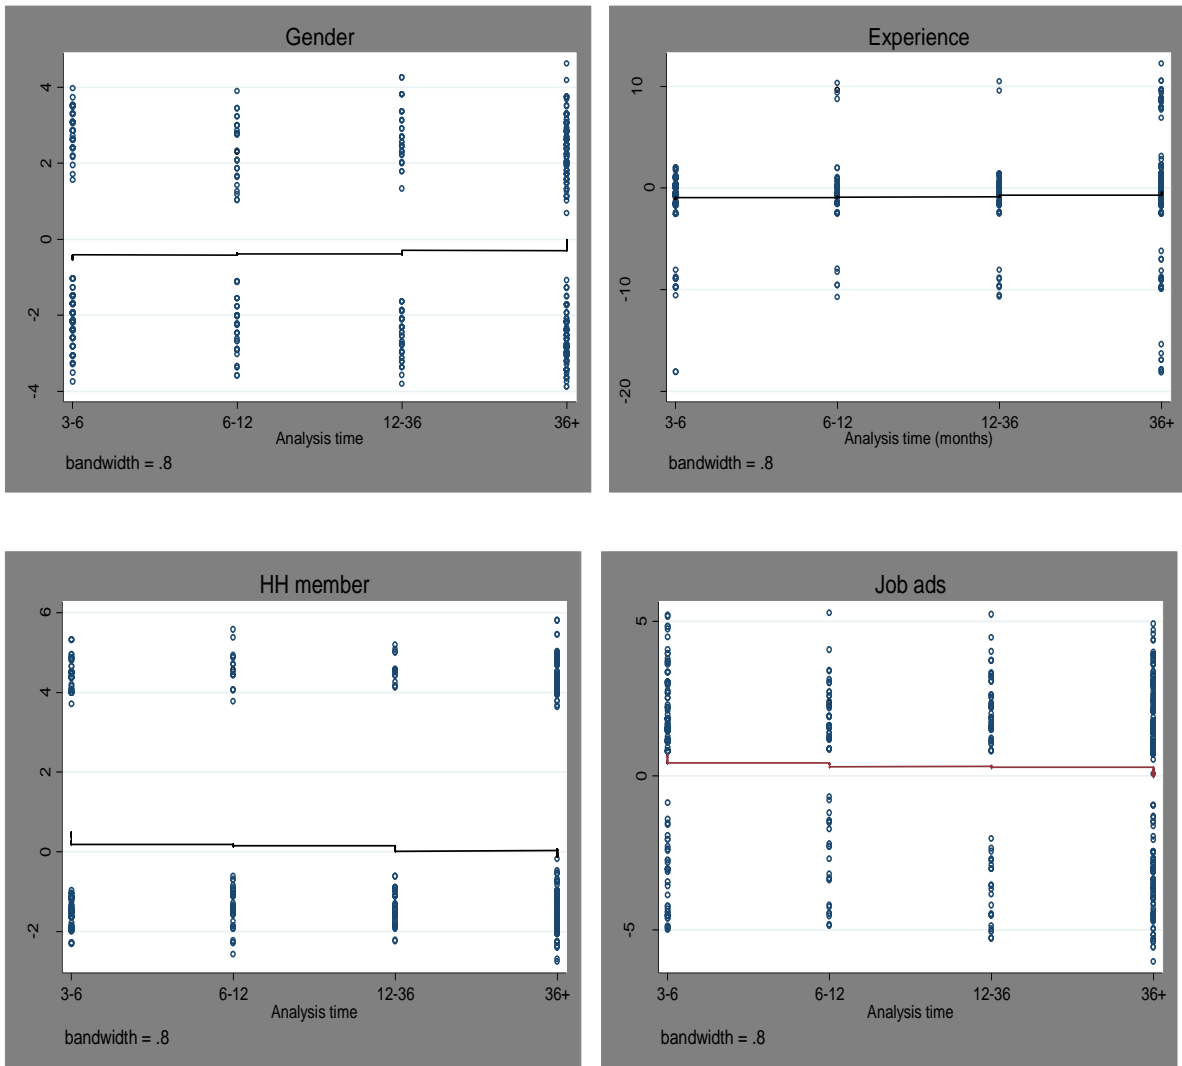 Gender
4
2
0
-2
-4
3-6 6-12 12-36 36+
Analysis time
bandwidth = .8
Experience
10
0
-10
-20
3-6 6-12 12-36 36+
Analysis time (months)
bandwidth = .8
HH member
6
4
2
0
-2
3-6 6-12 12-36 36+
Analysis time
bandwidth = .8
Job ads
5
0
-5
3-6 6-12 12-36 36+
Analysis time
bandwidth = .8